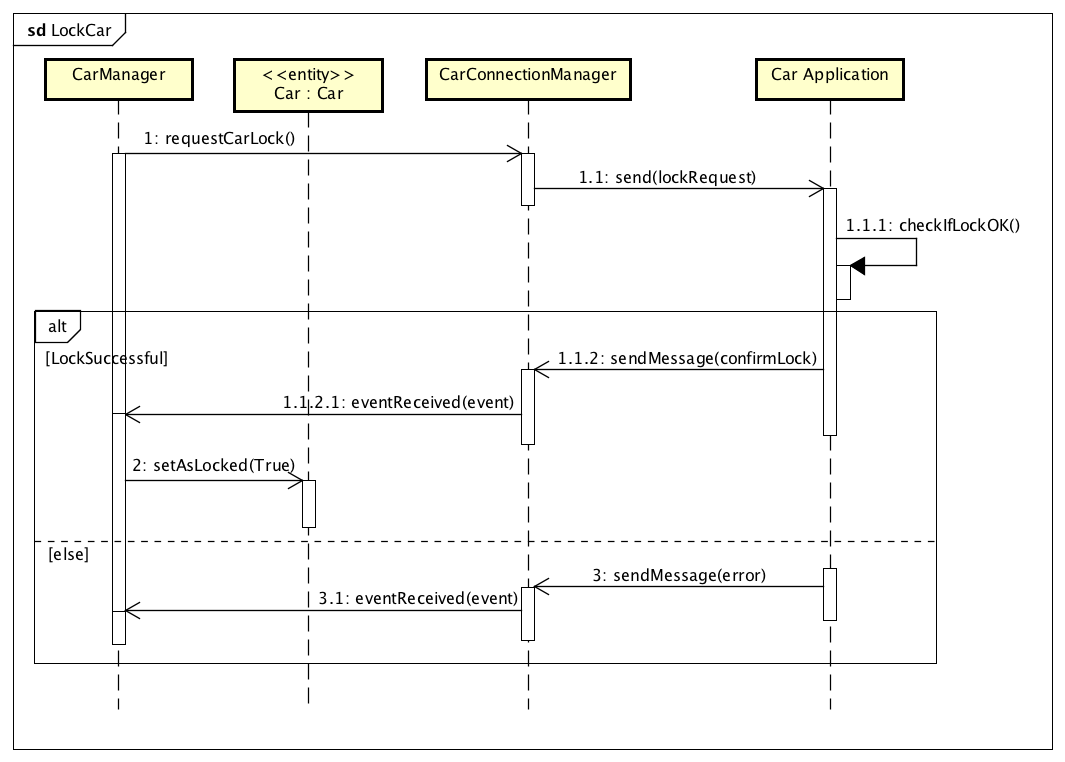 sd LockCar
CarManager
<<entity>>
Car : Car
CarConnectionManager
Car Application
1: requestCarLock()
1.1: send(lockRequest)
1.1.1: checkIfLockOK()
alt
[LockSuccessful]
1.1.2: sendMessage(confirmLock)
1.1.2.1: eventReceived(event)
2: setAsLocked(True)
[else]
3: sendMessage(error)
3.1: eventReceived(event)